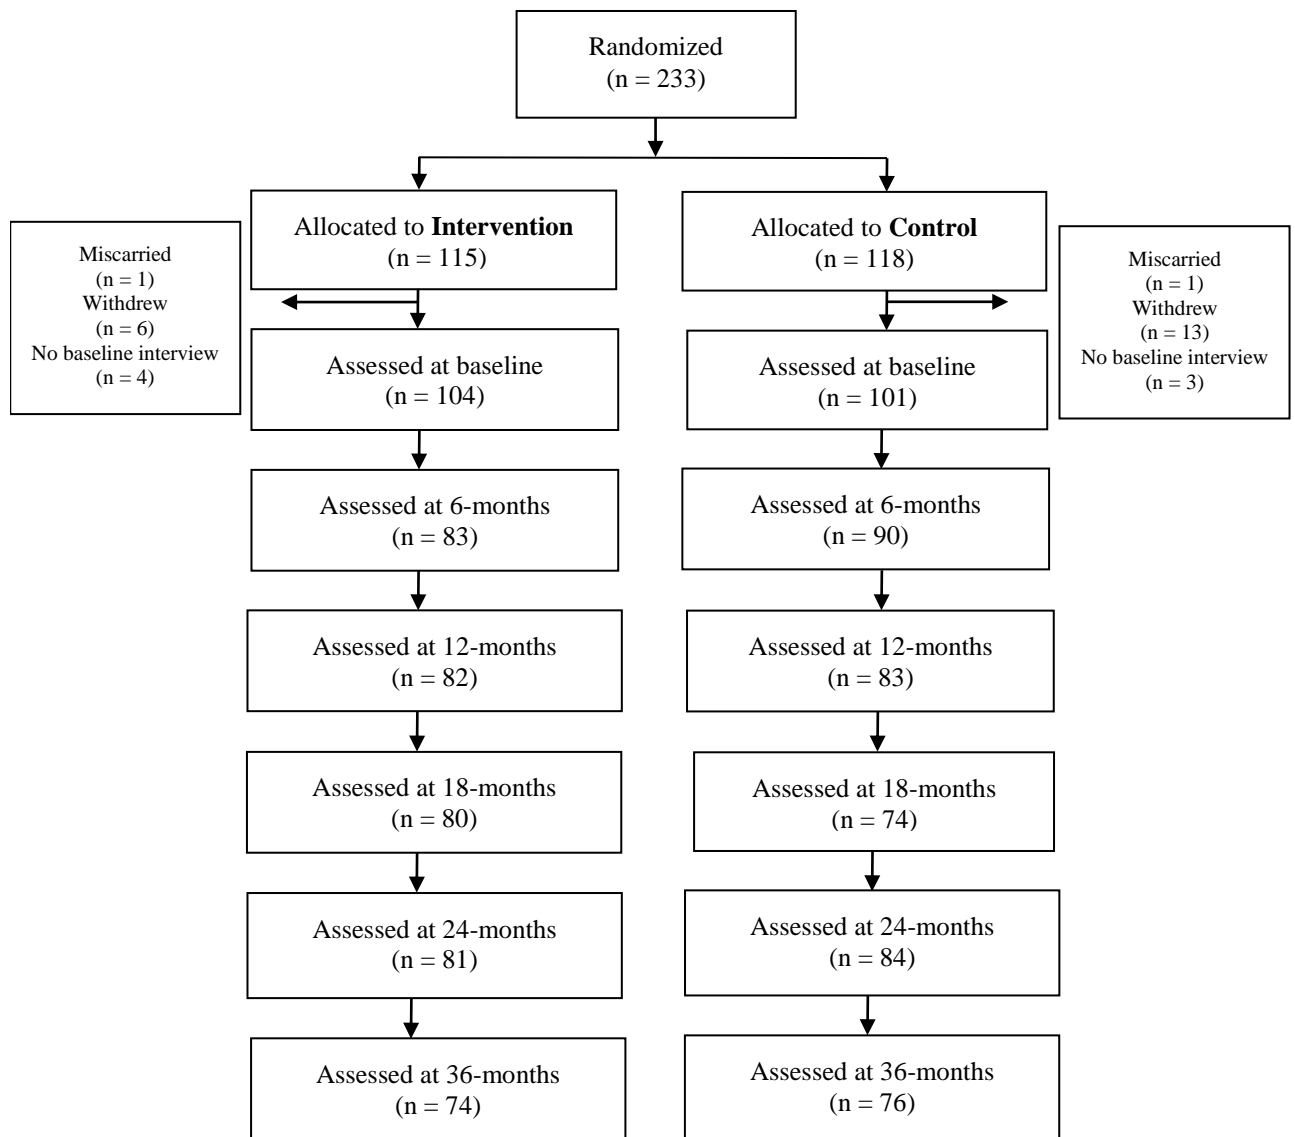 Randomized
(n = 233)
Allocated to Intervention
(n = 115)
Allocated to Control
(n = 118)
Miscarried
(n = 1)
Withdrew
(n = 6)
No baseline interview
(n = 4)
Miscarried
(n = 1)
Withdrew
(n = 13)
No baseline interview
(n = 3)
Assessed at baseline
(n = 104)
Assessed at baseline
(n = 101)
Assessed at 6-months
(n = 83)
Assessed at 6-months
(n = 90)
Assessed at 12-months
(n = 82)
Assessed at 12-months
(n = 83)
Assessed at 18-months
(n = 80)
Assessed at 18-months
(n = 74)
Assessed at 24-months
(n = 81)
Assessed at 24-months
(n = 84)
Assessed at 36-months
(n = 74)
Assessed at 36-months
(n = 76)